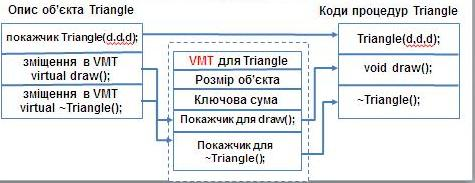 Опис об'єкта Triangle
Коди процедур Triangle
покажчик Triangle(d,d,d);
зміщення в VMT
virtual draw();
зміщення в VMT
virtual ~Triangle();
VMT для Triangle
Розмір об'єкта
Ключова сума
Покажчик для draw();
Покажчик для
~Triangle();
Triangle(d,d,d);
void draw();
~Triangle();